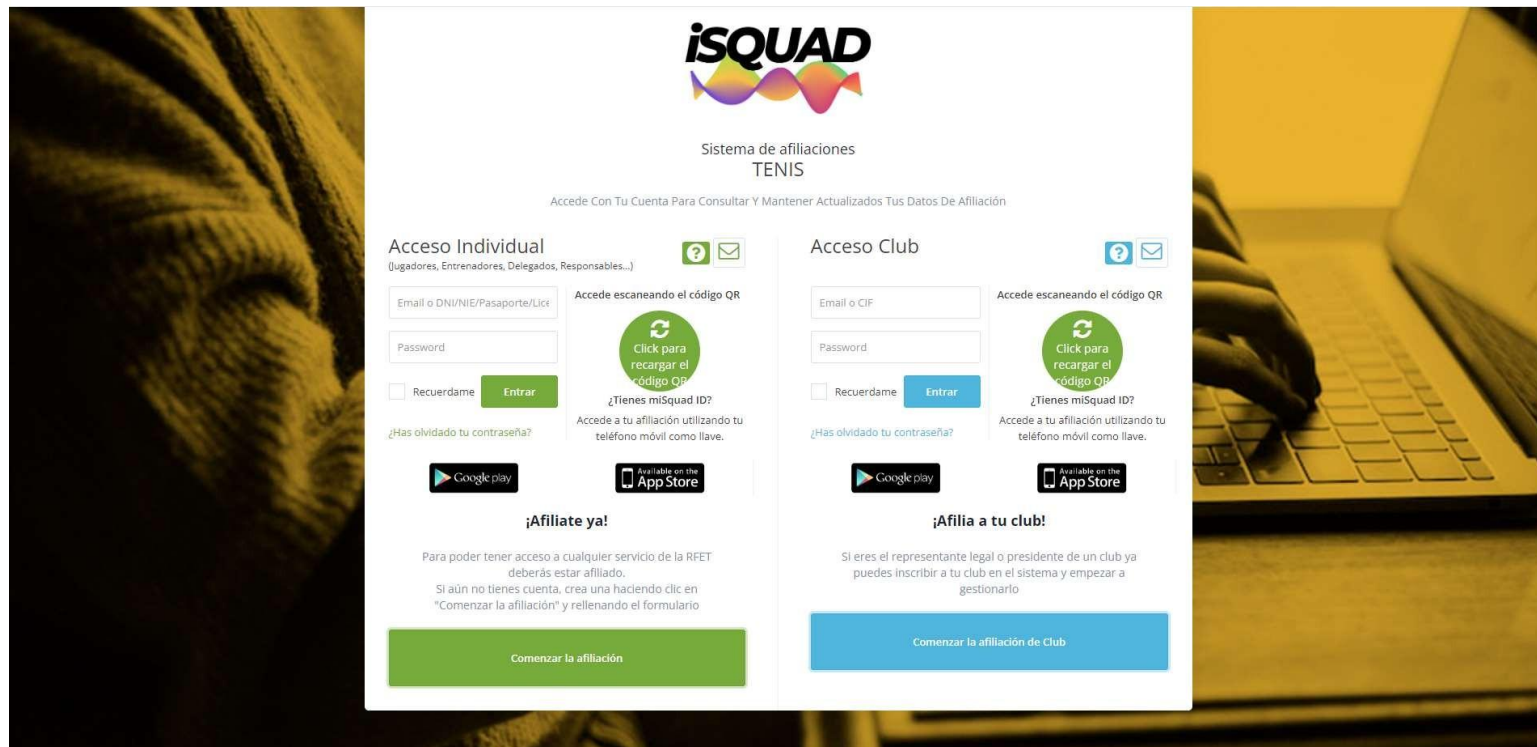 iSQUAD
Sistema de afiliaciones
TENIS
Accede Con Tu Cuenta Para Consultar Y Mantener Actualizados Tus Datos De Afiliación
Acceso Individual
(Jugadores, Entrenadores, Delegados, Responsables...)
Email o DNI/NIE/Pasaporte/Lice
Password
Recuerdame
Entrar
¿Has olvidado tu contraseña?
Accede escaneando el código QR
Click para
recargar el
código QR
¿Tienes miSquad ID?
Accede a tu afiliación utilizando tu
teléfono móvil como llave.
Google play
Available on the
App Store
¡Afiliate ya!
Para poder tener acceso a cualquier servicio de la RFET
deberás estar afiliado.
Si aún no tienes cuenta, crea una haciendo clic en
"Comenzar la afiliación" y rellenando el formulario
Comenzar la afiliación
Acceso Club
Email o CIF
Password
Recuerdame
Entrar
¿Has olvidado tu contraseña?
Accede escaneando el código QR
Click para
recargar el
código QR
¿Tienes miSquad ID?
Accede a tu afiliación utilizando tu
teléfono móvil como llave.
Google play
Available on the
App Store
¡Afilia a tu club!
Si eres el representante legal o presidente de un club ya
puedes inscribir a tu club en el sistema y empezar a
gestionarlo
Comenzar la afiliación de Club